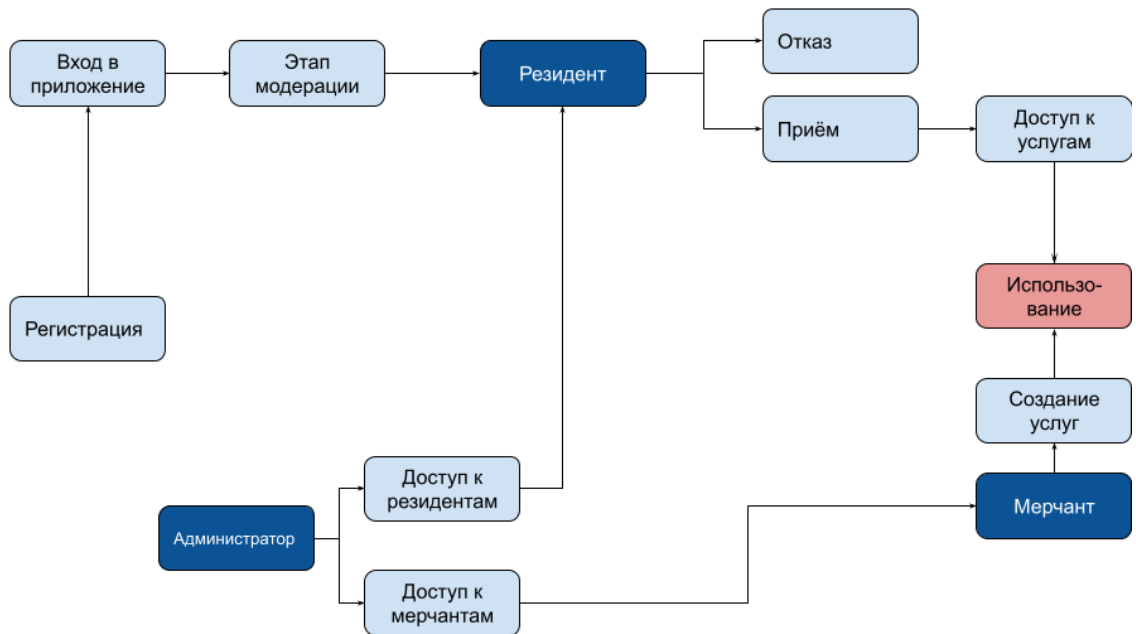 Вход в
приложение
Этап
модерации
Резидент
Отказ
Приём
Доступ к
услугам
Использо-
вание
Регистрация
Создание
услуг
Доступ к
резидентам
Мерчант
Администратор
Доступ к
мерчантам